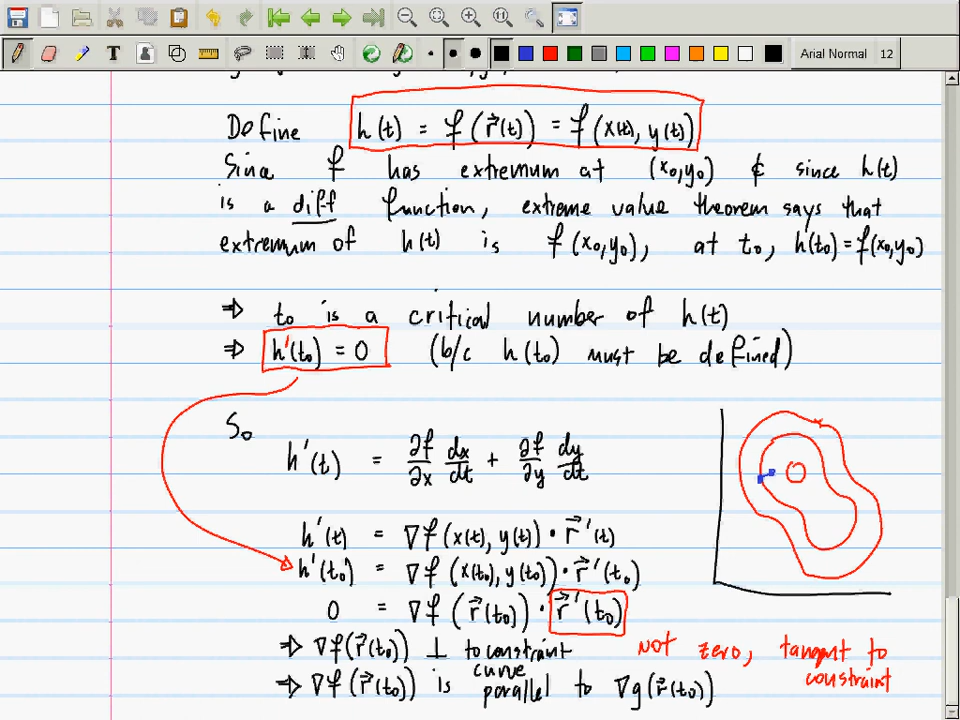 T
Arial Normal 12
Define h(t) = f(r⃗(t)) = f(x(t), y(t))
Since f has extremum at (x₀,y₀) & since h(t)
is a diff function, extreme value theorem says that
extremum of h(t) is f(x₀,y₀), at t₀, h(t₀)=f(x₀,y₀)
⇒ t₀ is a critical number of h(t)
⇒ h'(t₀) = 0 (b/c h(t₀) must be defined)
So
h'(t) = ∂f/∂x dx/dt + ∂f/∂y dy/dt
h'(t) = ∇f(x(t), y(t)) · r⃗'(t)
h'(t₀) = ∇f(x(t₀), y(t₀)) · r⃗'(t₀)
0 = ∇f(r⃗(t₀)) · r⃗'(t₀)
⇒ ∇f(r⃗(t₀)) ⊥ to constraint curve
not zero, tangent to constraint
⇒ ∇f(r⃗(t₀)) is parallel to ∇g(r⃗(t₀))